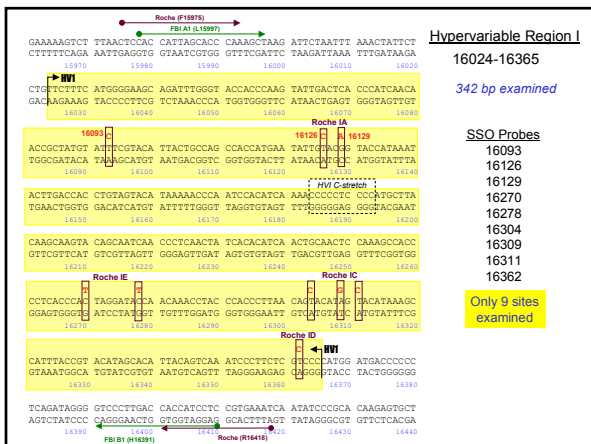 Roche (F15975)
FBI A1 (L15997)
GAAAAAGTCT TTAACTCCAC CATTAGCACC CAAAGCTAAG ATTCTAATTT AAACTATTCT
CTTTTTCAGA AATTGAGGTG GTAATCGTGG GTTTCGATTC TAAGATTAAA TTTGATAAGA
15970 15980 15990 16000 16010 16020
HV1
CTGTTCTTTC ATGGGGAAGC AGATTTGGGT ACCACCCAAG TATTGACTCA CCCATCAACA
GACAAGAAAG TACCCCTTCG TCTAAACCCA TGGTGGGTTC ATAACTGAGT GGGTAGTTGT
16030 16040 16050 16060 16070 16080
Roche IA
16093 C 16126 C A 16129
ACCGCTATGT ATTTCGTACA TTACTGCCAG CCACCATGAA TATTGTACGG TACCATAAAT
TGGCGATACA TAAAGCATGT AATGACGGTC GGTGGTACTT ATAACATGCC ATGGTATTTA
16090 16100 16110 16120 16130 16140
HVI C-stretch
ACTTGACCAC CTGTAGTACA TAAAAACCCA ATCCACATCA AAACCCCCTC CCCATGCTTA
TGAACTGGTG GACATCATGT ATTTTTGGGT TAGGTGTAGT TTTGGGGGAG GGGTACGAAT
16150 16160 16170 16180 16190 16200
CAAGCAAGTA CAGCAATCAA CCCTCAACTA TCACACATCA ACTGCAACTC CAAAGCCACC
GTTCGTTCAT GTCGTTAGTT GGGAGTTGAT AGTGTGTAGT TGACGTTGAG GTTTCGGTGG
16210 16220 16230 16240 16250 16260
Roche IE Roche IC
T T C G C
CCTCACCCAC TAGGATACCA ACAAACCTAC CCACCCTTAA CAGTACATAG TACATAAAGC
GGAGTGGGTG ATCCTATGGT TGTTTGGATG GGTGGGAATT GTCATGTATC ATGTATTTCG
16270 16280 16290 16300 16310 16320
Roche ID
C HV1
CATTTACCGT ACATAGCACA TTACAGTCAA ATCCCTTCTC GTCCCCATGG ATGACCCCCC
GTAAATGGCA TGTATCGTGT AATGTCAGTT TAGGGAAGAG CAGGGGTACC TACTGGGGGG
16330 16340 16350 16360 16370 16380
TCAGATAGGG GTCCCTTGAC CACCATCCTC CGTGAAATCA ATATCCCGCA CAAGAGTGCT
AGTCTATCCC CAGGGAACTG GTGGTAGGAG GCACTTTAGT TATAGGGCGT GTTCTCACGA
16390 16400 16410 16420 16430 16440
FBI B1 (H16391) Roche (R16418)
Hypervariable Region I
16024-16365
342 bp examined
SSO Probes
16093
16126
16129
16270
16278
16304
16309
16311
16362
Only 9 sites
examined